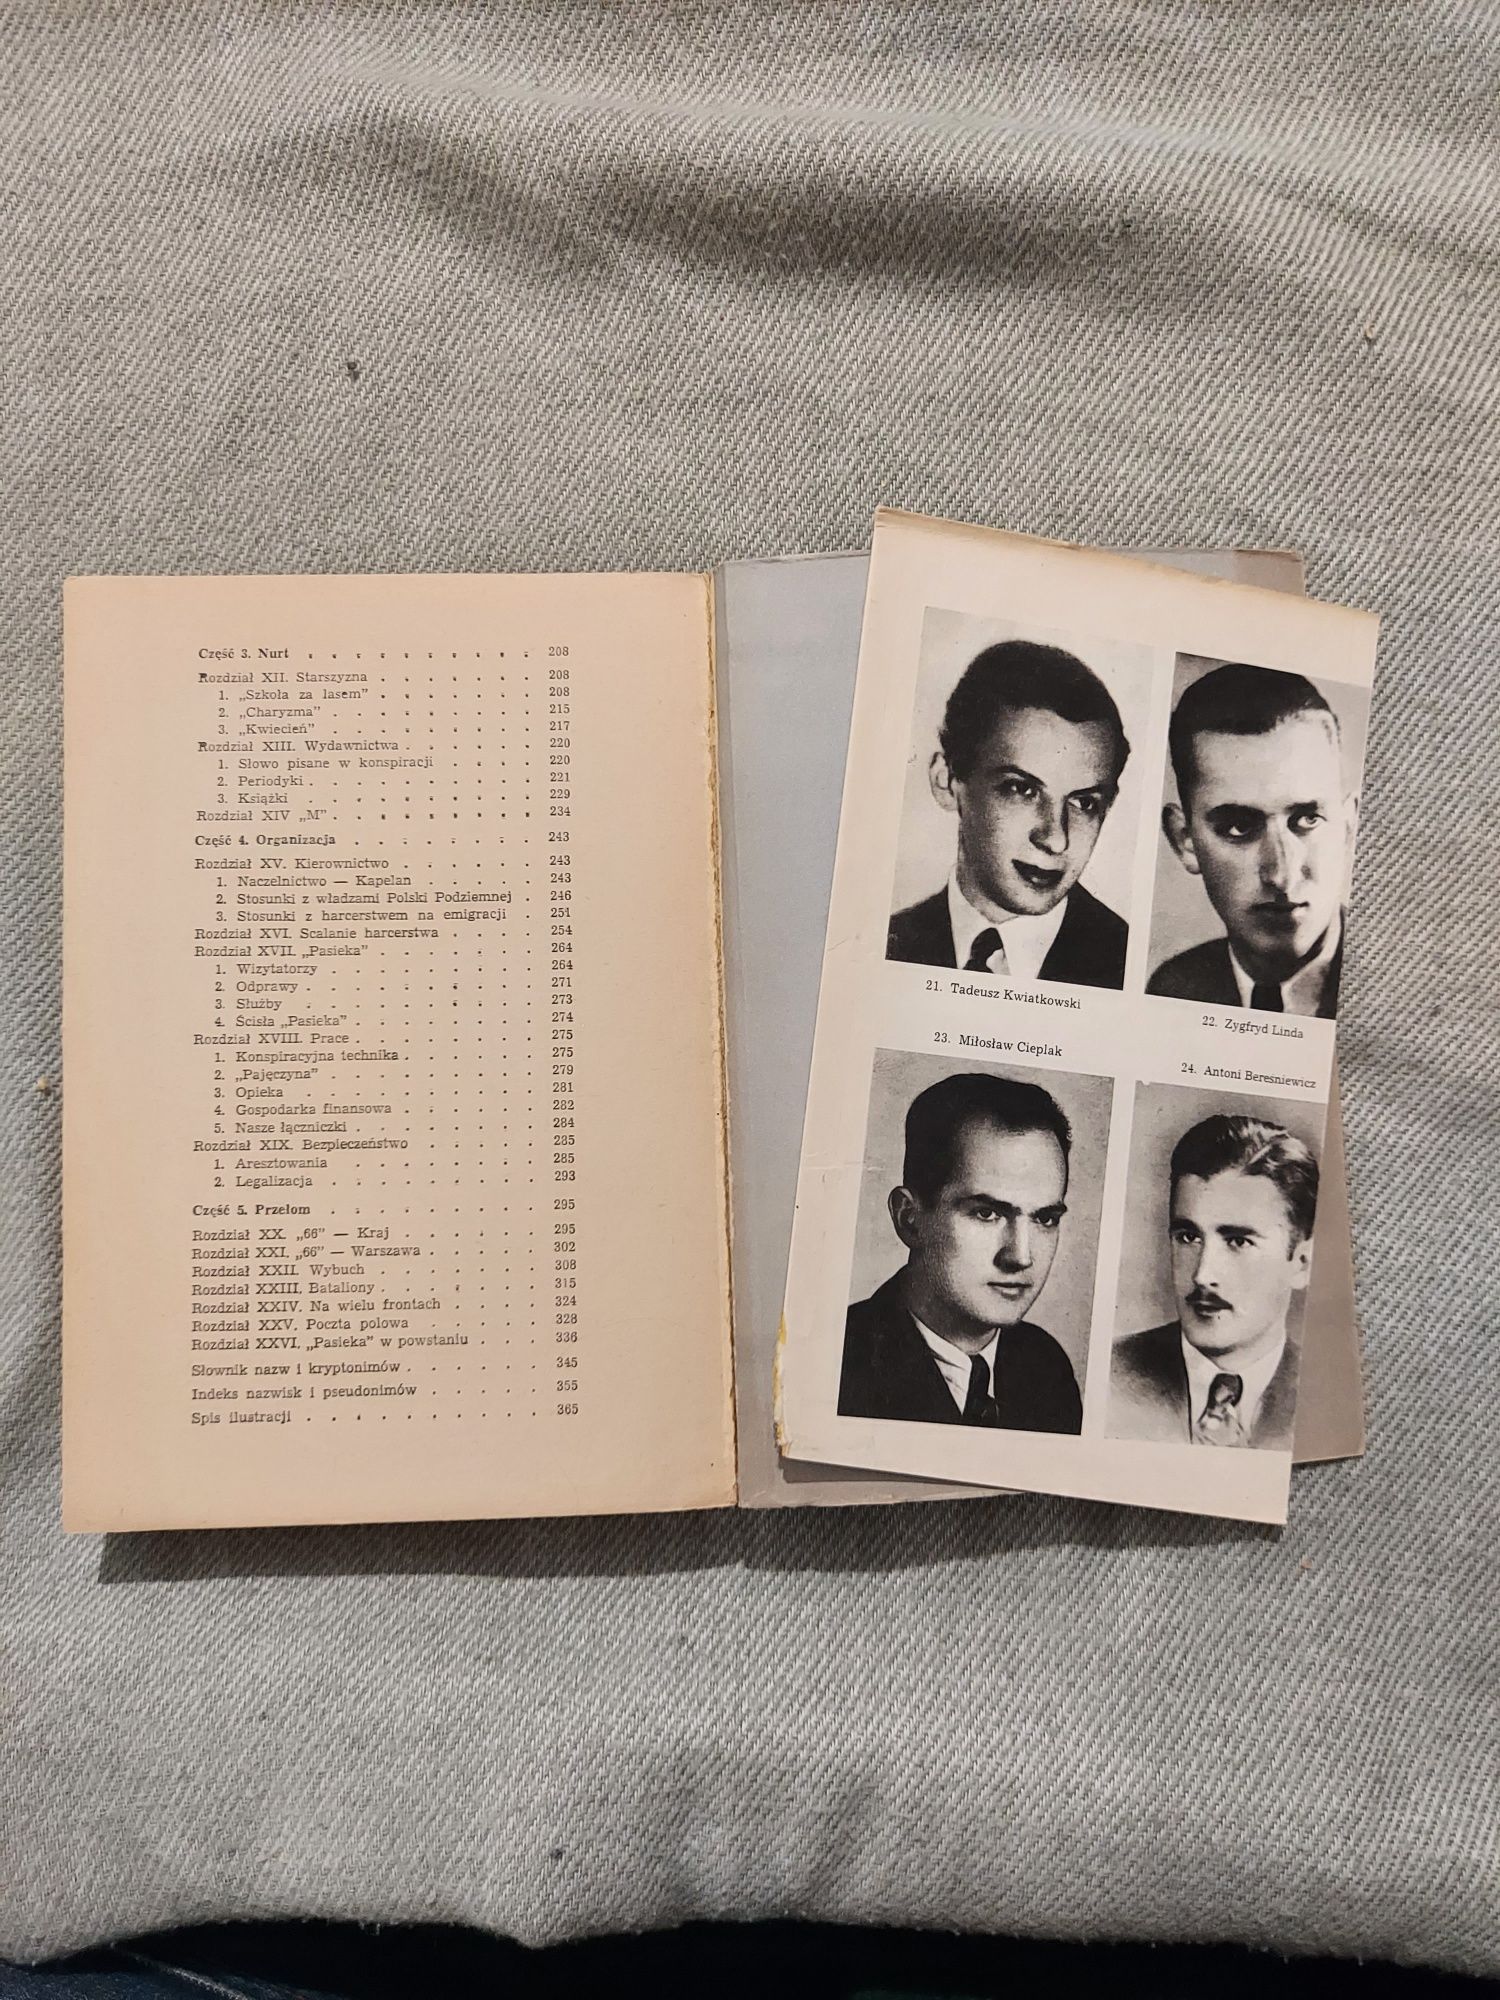 Część 3. Nurt . . . . . . . . . . 208
Rozdział XII. Starszyzna . . . . . . . 208
1. „Szkoła za lasem” . . . . . . . 208
2. „Charyzma” . . . . . . . . . 215
3. „Kwiecień” . . . . . . . . . 217
Rozdział XIII. Wydawnictwa . . . . . . 220
1. Słowo pisane w konspiracji . . . . 220
2. Periodyki . . . . . . . . . . 221
3. Książki . . . . . . . . . . 229
Rozdział XIV „M” . . . . . . . . . 234
Część 4. Organizacja . . . . . . . . 243
Rozdział XV. Kierownictwo . . . . . . 243
1. Naczelnictwo — Kapelan . . . . . 243
2. Stosunki z władzami Polski Podziemnej . 246
3. Stosunki z harcerstwem na emigracji . 251
Rozdział XVI. Scalanie harcerstwa . . . . 254
Rozdział XVII. „Pasieka” . . . . . . . 264
1. Wizytatorzy . . . . . . . . . 264
2. Odprawy . . . . . . . . . . 271
3. Służby . . . . . . . . . . 273
4. Ścisła „Pasieka” . . . . . . . . 274
Rozdział XVIII. Prace . . . . . . . . 275
1. Konspiracyjna technika . . . . . . 275
2. „Pajęczyna” . . . . . . . . . 279
3. Opieka . . . . . . . . . . 281
4. Gospodarka finansowa . . . . . . 282
5. Nasze łączniczki . . . . . . . . 284
Rozdział XIX. Bezpieczeństwo . . . . . 285
1. Aresztowania . . . . . . . . 285
2. Legalizacja . . . . . . . . . 293
Część 5. Przełom . . . . . . . . . 295
Rozdział XX. „66” — Kraj . . . . . . 295
Rozdział XXI. „66” — Warszawa . . . . . 302
Rozdział XXII. Wybuch . . . . . . . 308
Rozdział XXIII. Bataliony . . . . . . . 315
Rozdział XXIV. Na wielu frontach . . . . 324
Rozdział XXV. Poczta polowa . . . . . 328
Rozdział XXVI. „Pasieka” w powstaniu . . . 336
Słownik nazw i kryptonimów . . . . . . 345
Indeks nazwisk i pseudonimów . . . . . 355
Spis ilustracji . . . . . . . . . . 365
21. Tadeusz Kwiatkowski
22. Zygfryd Linda
23. Miłosław Cieplak
24. Antoni Bereśniewicz